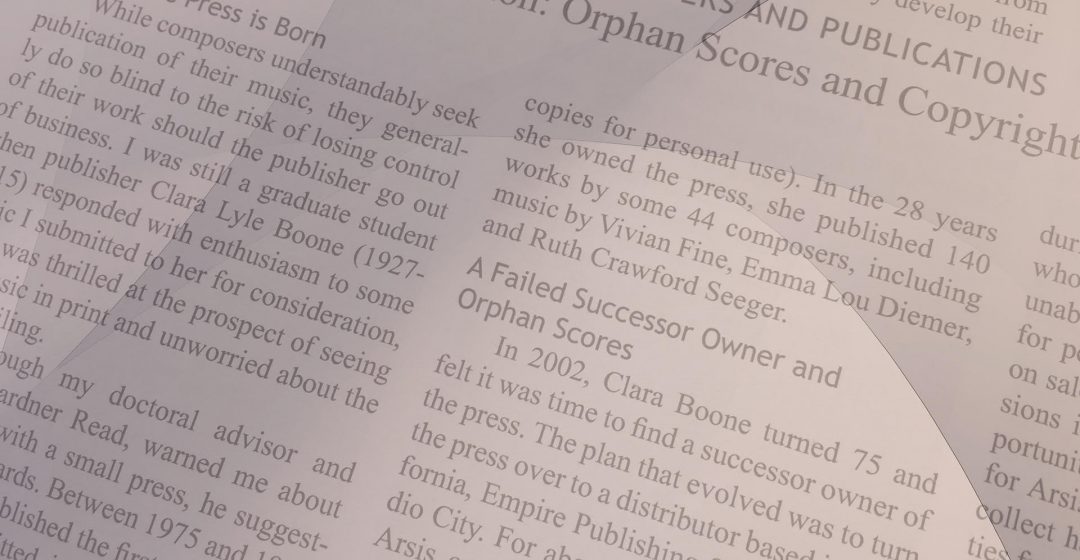 ERS AND PUBLICATIONS
Orphan Scores and Copyright
Press is Born
While composers understandably seek
publication of their music, they general-
ly do so blind to the risk of losing control
of their work should the publisher go out
of business. I was still a graduate student
then publisher Clara Lyle Boone (1927-
15) responded with enthusiasm to some
ic I submitted to her for consideration,
was thrilled at the prospect of seeing
sic in print and unworried about the
iling.
ough my doctoral advisor and
ardner Read, warned me about
with a small press, he suggest-
ards. Between 1975 and
blished the first
copies for personal use). In the 28 years
she owned the press, she published 140
works by some 44 composers, including
music by Vivian Fine, Emma Lou Diemer,
and Ruth Crawford Seeger.
A Failed Successor Owner and
Orphan Scores
In 2002, Clara Boone turned 75 and
felt it was time to find a successor owner of
the press. The plan that evolved was to turn
the press over to a distributor based
fornia, Empire Publishing
dio City. For
Arsis
from
develop their
dur
who
unab
for pe
on sal
sions i
portuni
for Arsi
collect h
ties